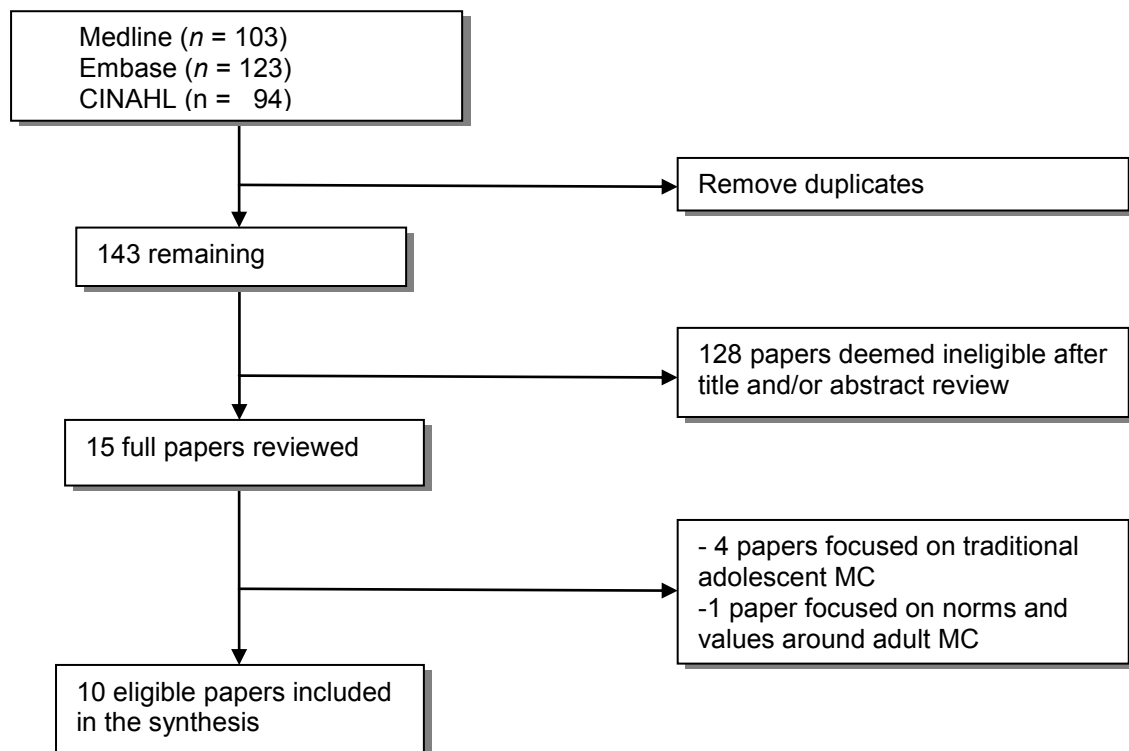 Medline (n = 103)
Embase (n = 123)
CINAHL (n = 94)
Remove duplicates
143 remaining
128 papers deemed ineligible after
title and/or abstract review
15 full papers reviewed
- 4 papers focused on traditional
adolescent MC
-1 paper focused on norms and
values around adult MC
10 eligible papers included
in the synthesis